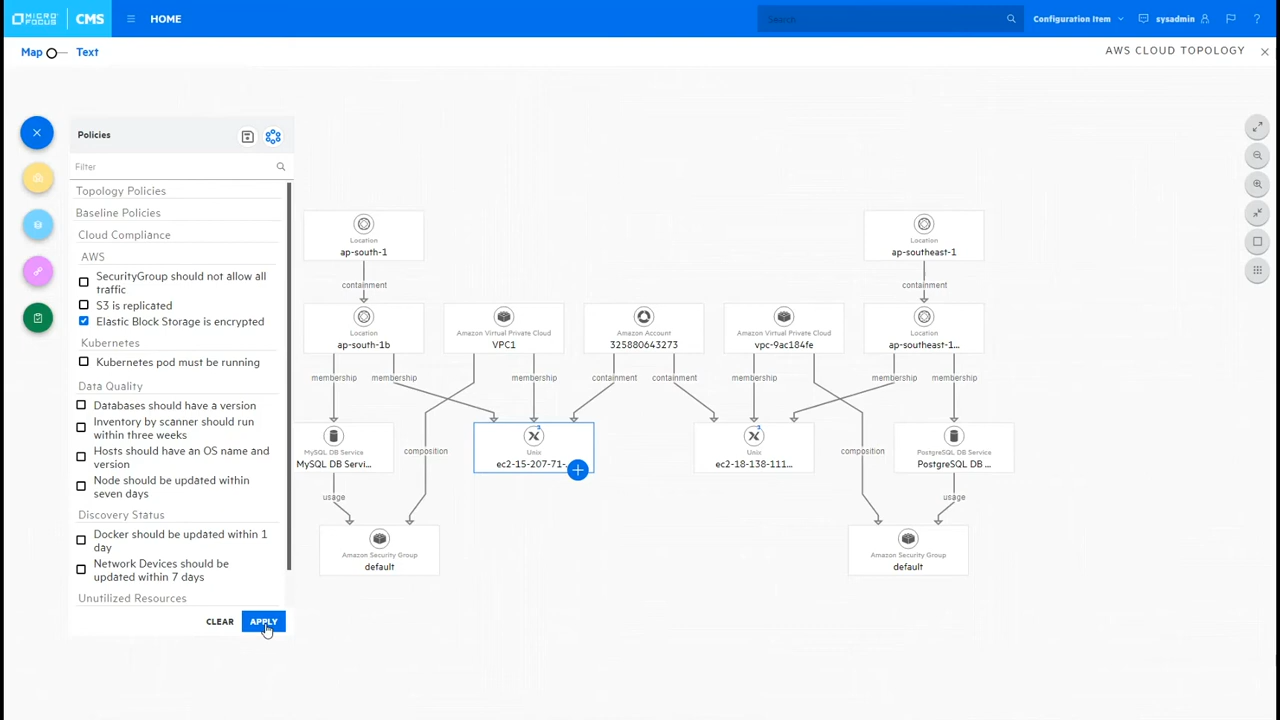 MICRO FOCUS | CMS
HOME
Search
Configuration Item
sysadmin
?
Map
Text
AWS CLOUD TOPOLOGY
Policies
Filter
Topology Policies
Baseline Policies
Cloud Compliance
AWS
SecurityGroup should not allow all
traffic
S3 is replicated
Elastic Block Storage is encrypted
Kubernetes
Kubernetes pod must be running
Data Quality
Databases should have a version
Inventory by scanner should run
within three weeks
Hosts should have an OS name and
version
Node should be updated within
seven days
Discovery Status
Docker should be updated within 1
day
Network Devices should be
updated within 7 days
Unutilized Resources
CLEAR
APPLY
Location
ap-south-1
containment
Location
ap-southeast-1
containment
Location
ap-south-1b
Amazon Virtual Private Cloud
VPC1
Amazon Account
325880643273
Amazon Virtual Private Cloud
vpc-9ac184fe
Location
ap-southeast-1...
membership
membership
membership
containment
containment
membership
membership
membership
MySQL DB Service
MySQL DB Servi...
composition
Unix
ec2-15-207-71-
Unix
ec2-18-138-111...
composition
PostgreSQL DB Service
PostgreSQL DB ...
usage
usage
Amazon Security Group
default
Amazon Security Group
default